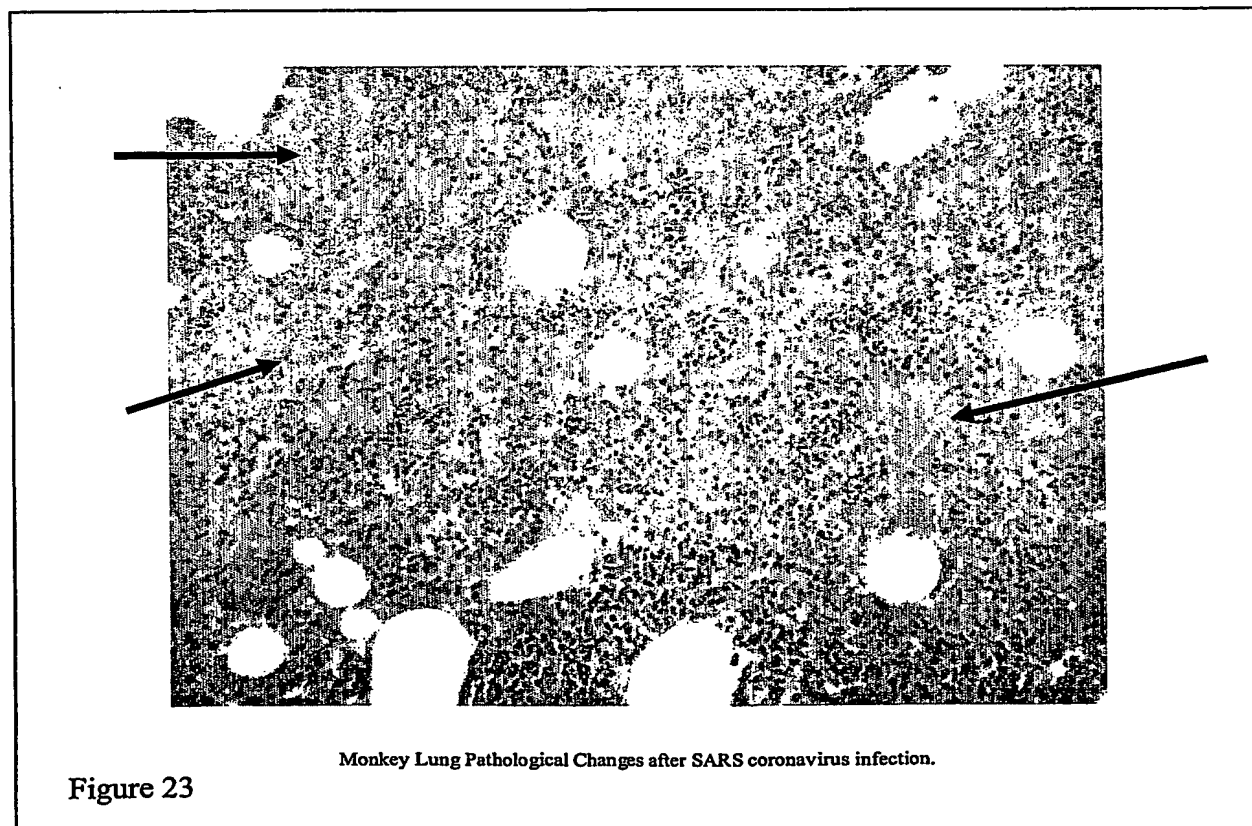 Monkey Lung Pathological Changes after SARS coronavirus infection.
Figure 23